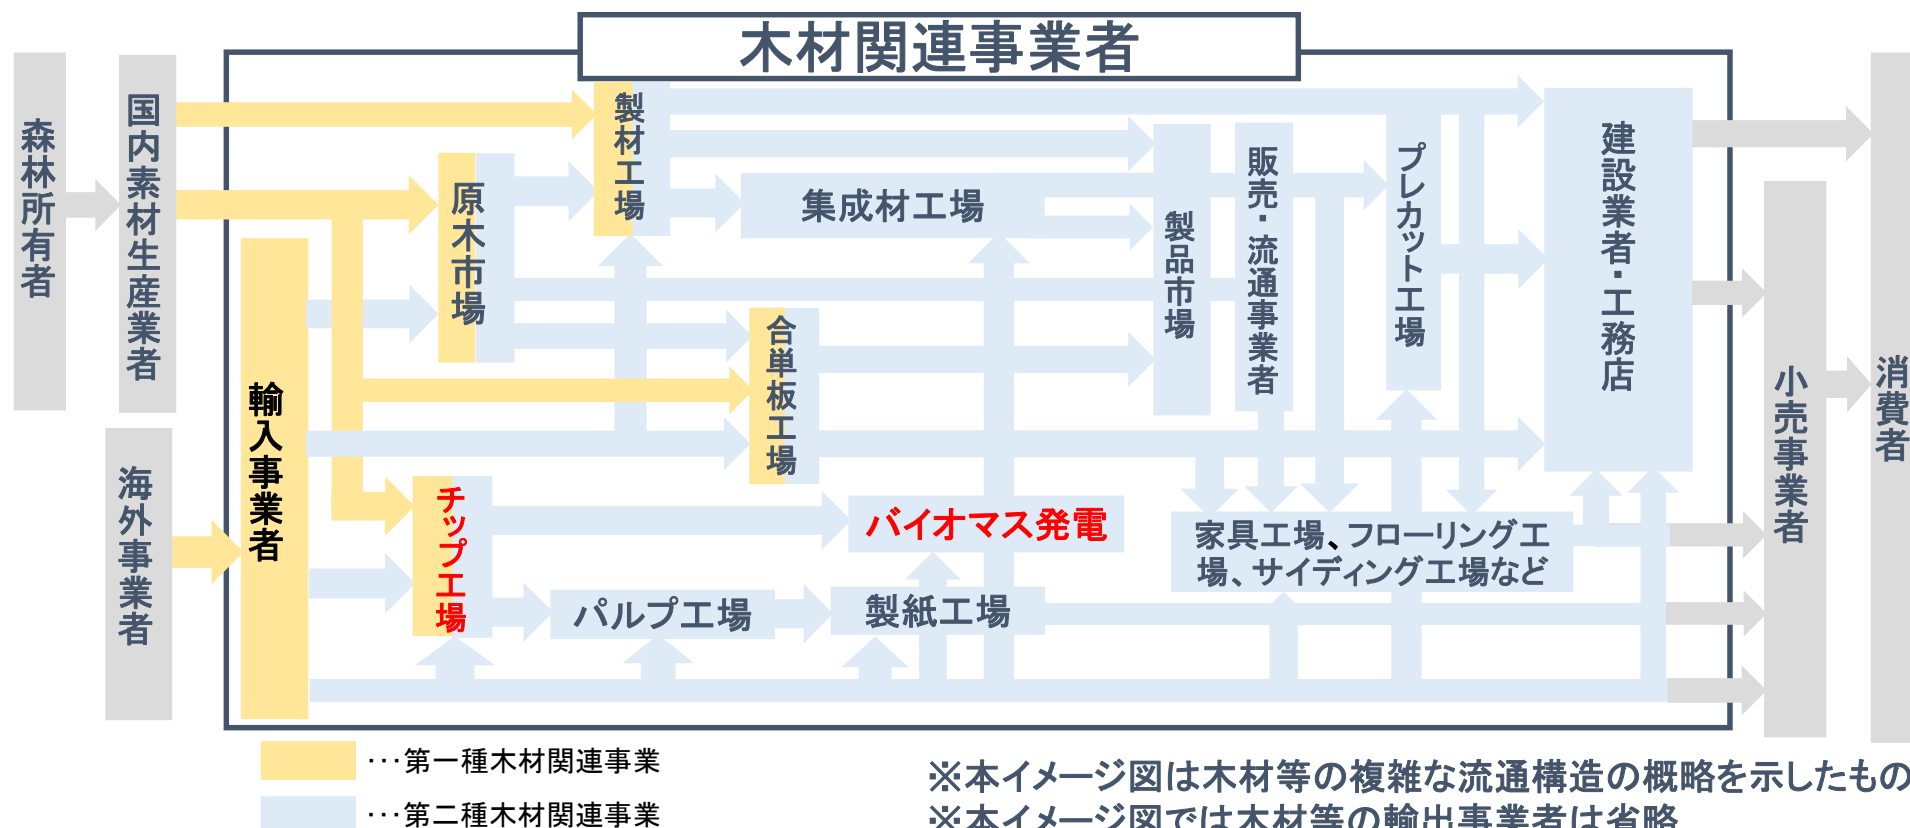 木材関連事業者
森林所有者
国内素材生産業者
海外事業者
輸入事業者
原木市場
製材工場
集成材工場
合単板工場
チップ工場
バイオマス発電
パルプ工場
製紙工場
製品市場
販売・流通事業者
プレカット工場
家具工場、フローリング工
場、サイディング工場など
建設業者・工務店
小売事業者
消費者
･･･第一種木材関連事業
･･･第二種木材関連事業
※本イメージ図は木材等の複雑な流通構造の概略を示したもの
※本イメージ図では木材等の輸出事業者は省略